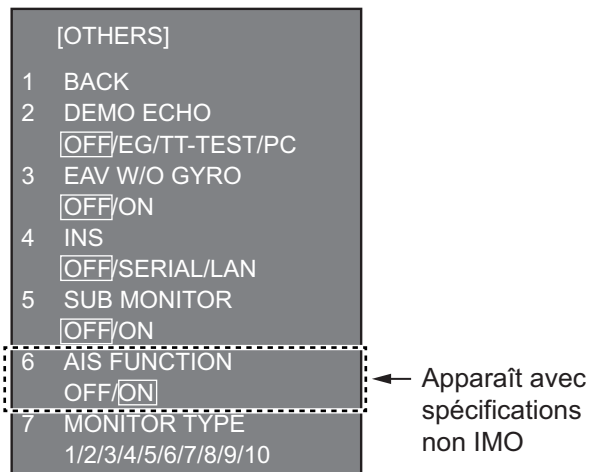 [OTHERS]
1 BACK
2 DEMO ECHO
OFF/EG/TT-TEST/PC
3 EAV W/O GYRO
OFF/ON
4 INS
OFF/SERIAL/LAN
5 SUB MONITOR
OFF/ON
6 AIS FUNCTION
OFF/ON
7 MONITOR TYPE
1/2/3/4/5/6/7/8/9/10
Apparaît avec
spécifications
non IMO